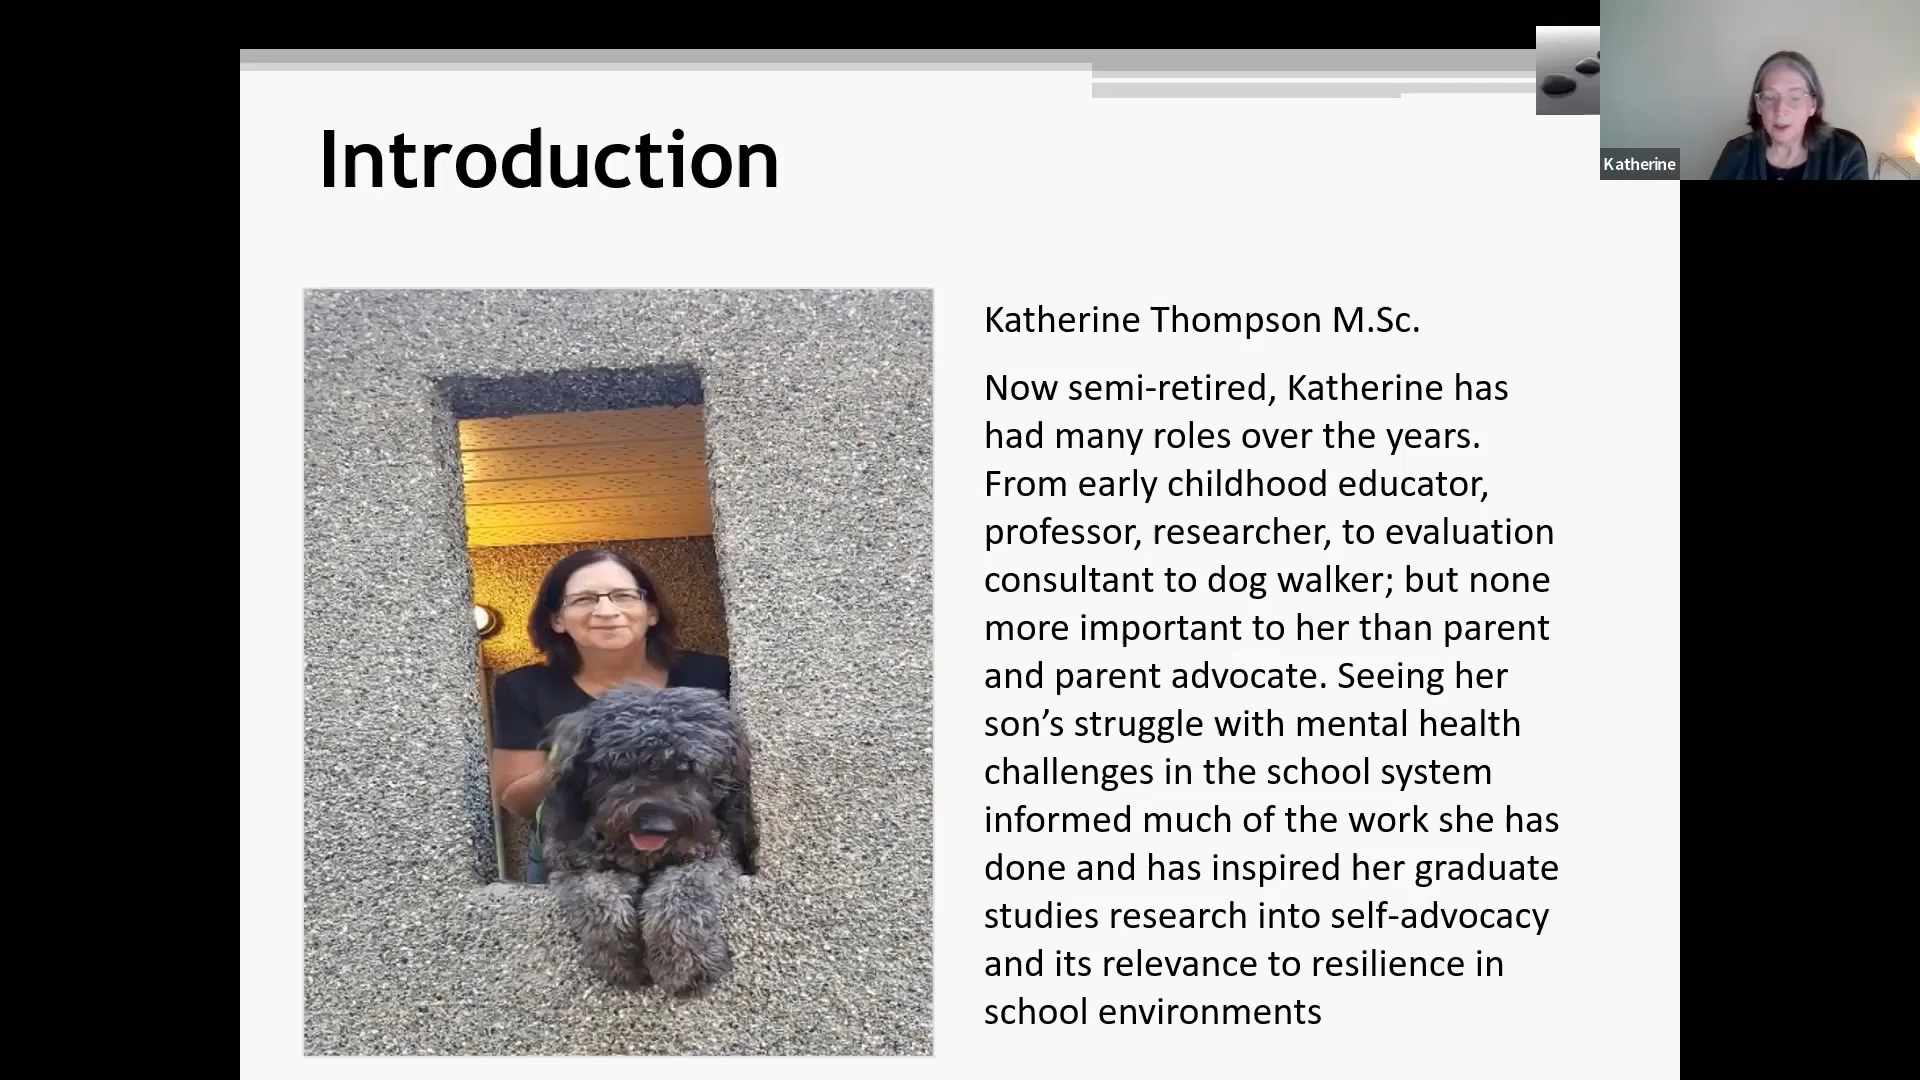 Introduction
Katherine
Katherine Thompson M.Sc.
Now semi-retired, Katherine has
had many roles over the years.
From early childhood educator,
professor, researcher, to evaluation
consultant to dog walker; but none
more important to her than parent
and parent advocate. Seeing her
son’s struggle with mental health
challenges in the school system
informed much of the work she has
done and has inspired her graduate
studies research into self-advocacy
and its relevance to resilience in
school environments